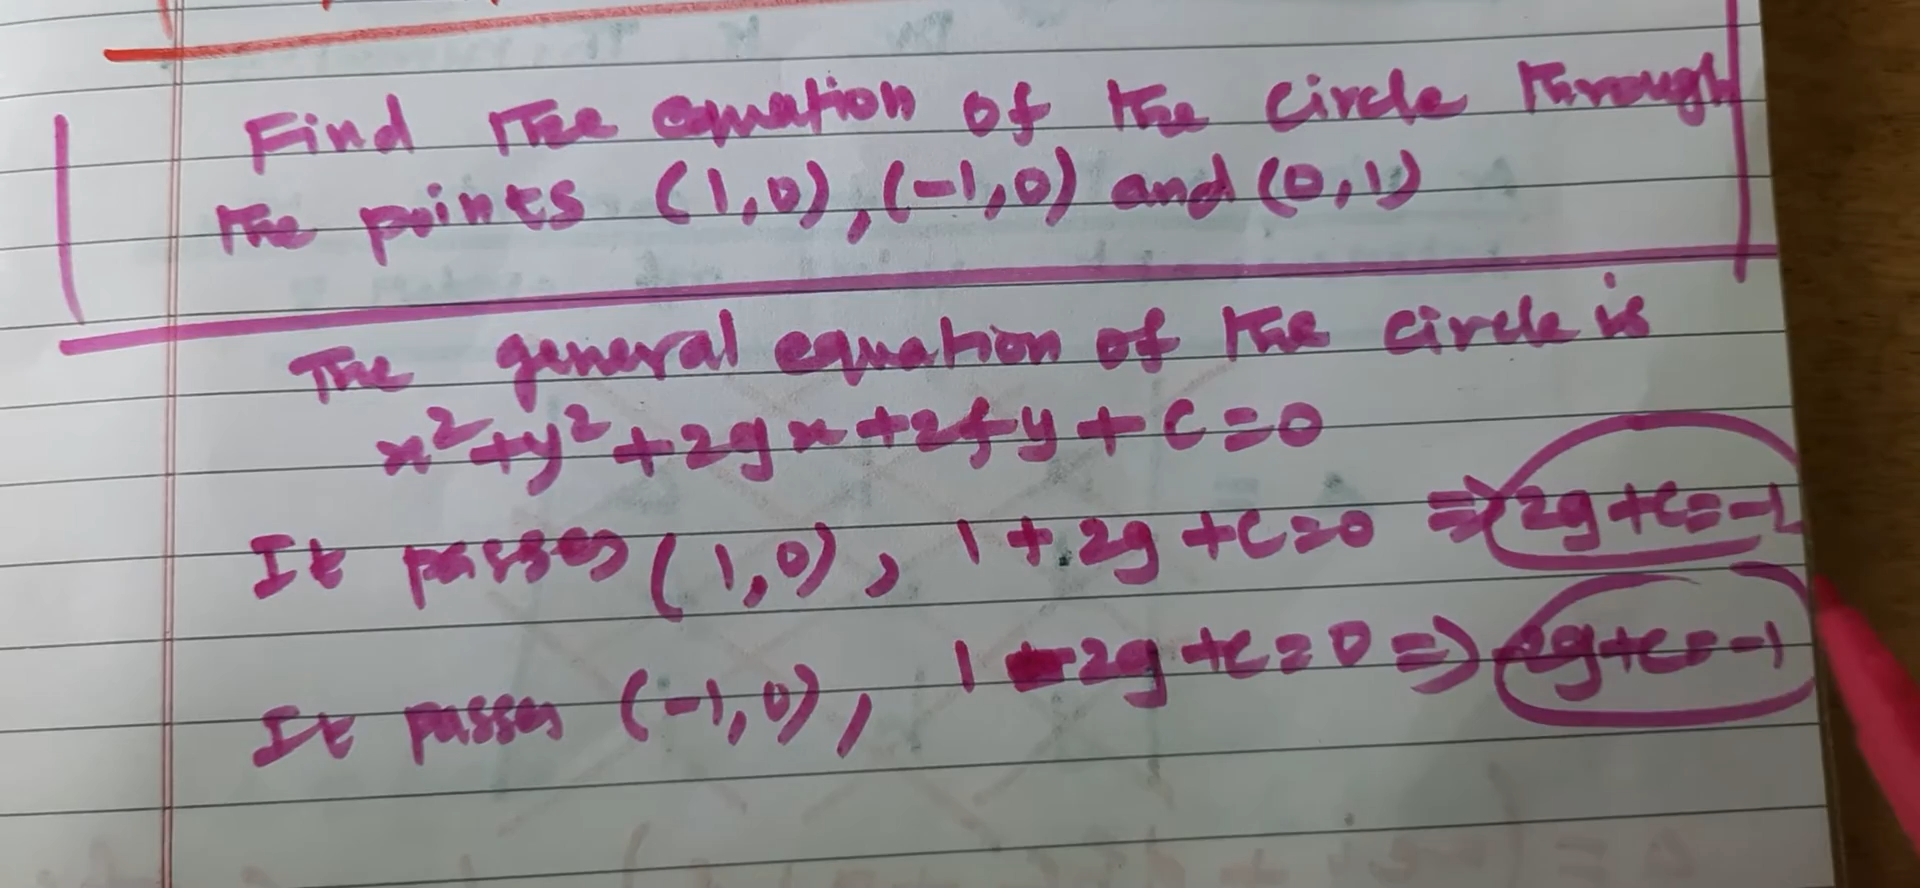 Find the equation of the circle through
the points (1,0), (-1,0) and (0,1)
The general equation of the circle is
x²+y²+2gx+2fy+c=0
It passes (1,0), 1+2g+c=0 ⇒ 2g+c=-1
It passes (-1,0), 1-2g+c=0 ⇒ -2g+c=-1